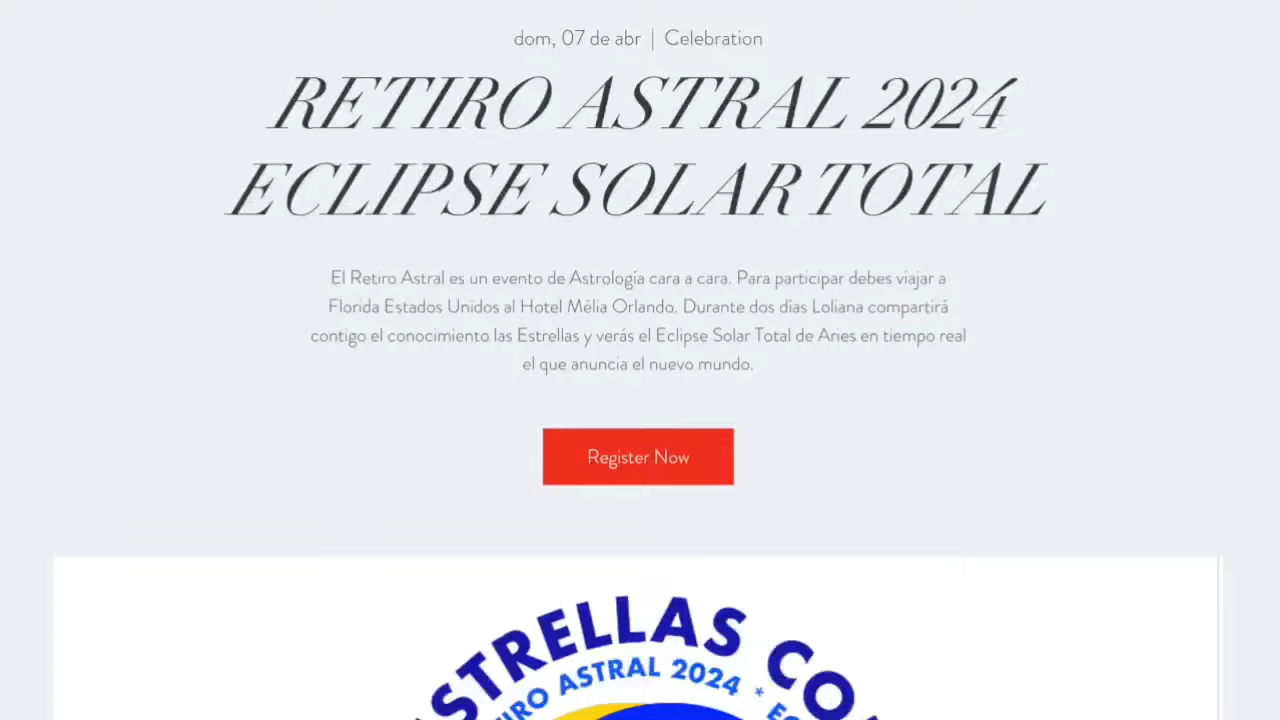 dom, 07 de abr | Celebration
RETIRO ASTRAL 2024
ECLIPSE SOLAR TOTAL
El Retiro Astral es un evento de Astrología cara a cara. Para participar debes viajar a
Florida Estados Unidos al Hotel Mélia Orlando. Durante dos días Loliana compartirá
contigo el conocimiento las Estrellas y verás el Eclipse Solar Total de Aries en tiempo real
el que anuncia el nuevo mundo.
Register Now
STRELLAS CO
IRO ASTRAL 2024 *